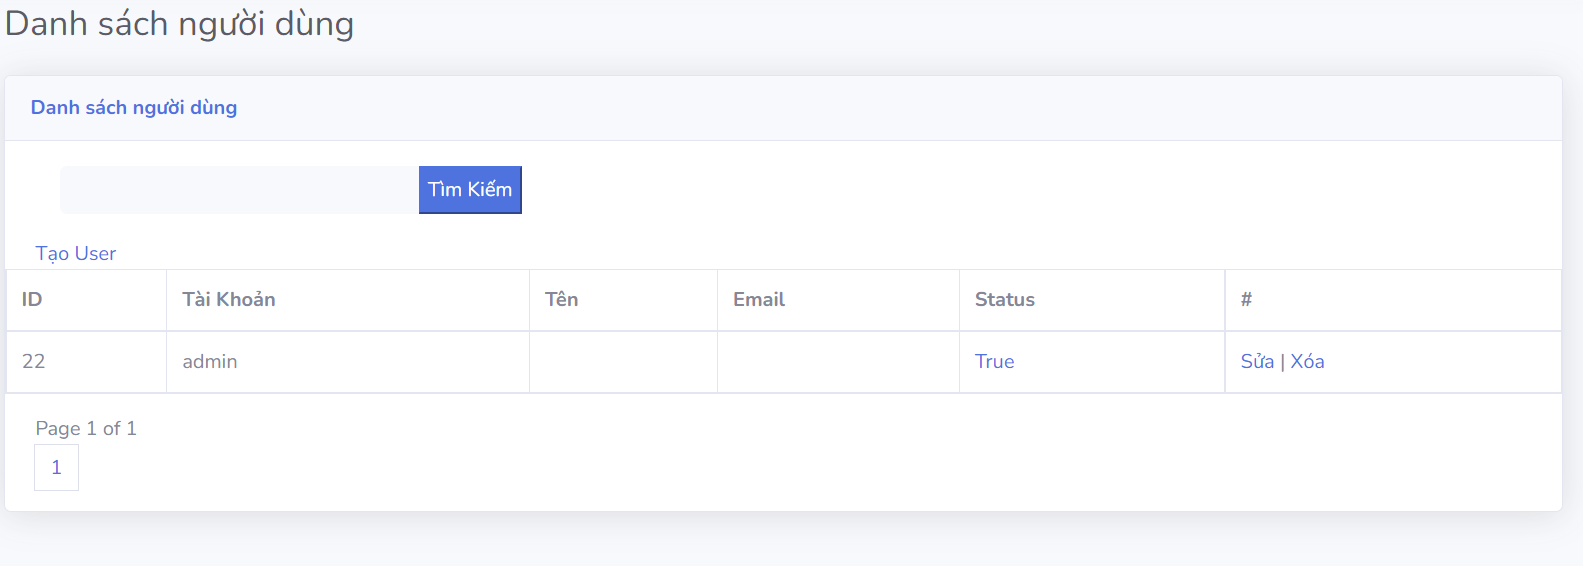 Danh sách người dùng
Danh sách người dùng
Tìm Kiếm
Tạo User
ID Tài Khoản Tên Email Status #
22 admin True Sửa | Xóa
Page 1 of 1
1